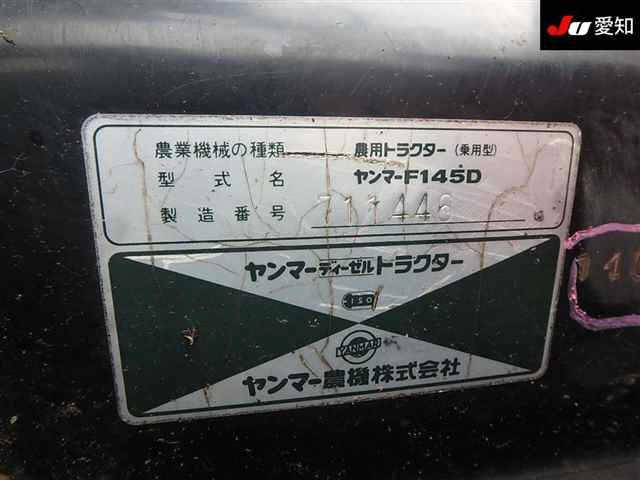 JU 愛知
農業機械の種類 農用トラクター(乗用型)
型式名 ヤンマーF145D
製造番号 711446
ヤンマーディーゼルトラクター
YANMAR
ヤンマー農機株式会社